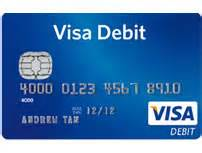 Visa Debit
4000 0123 4567 8910
4000
12/12
ANDREW TAN
VISA
DEBIT